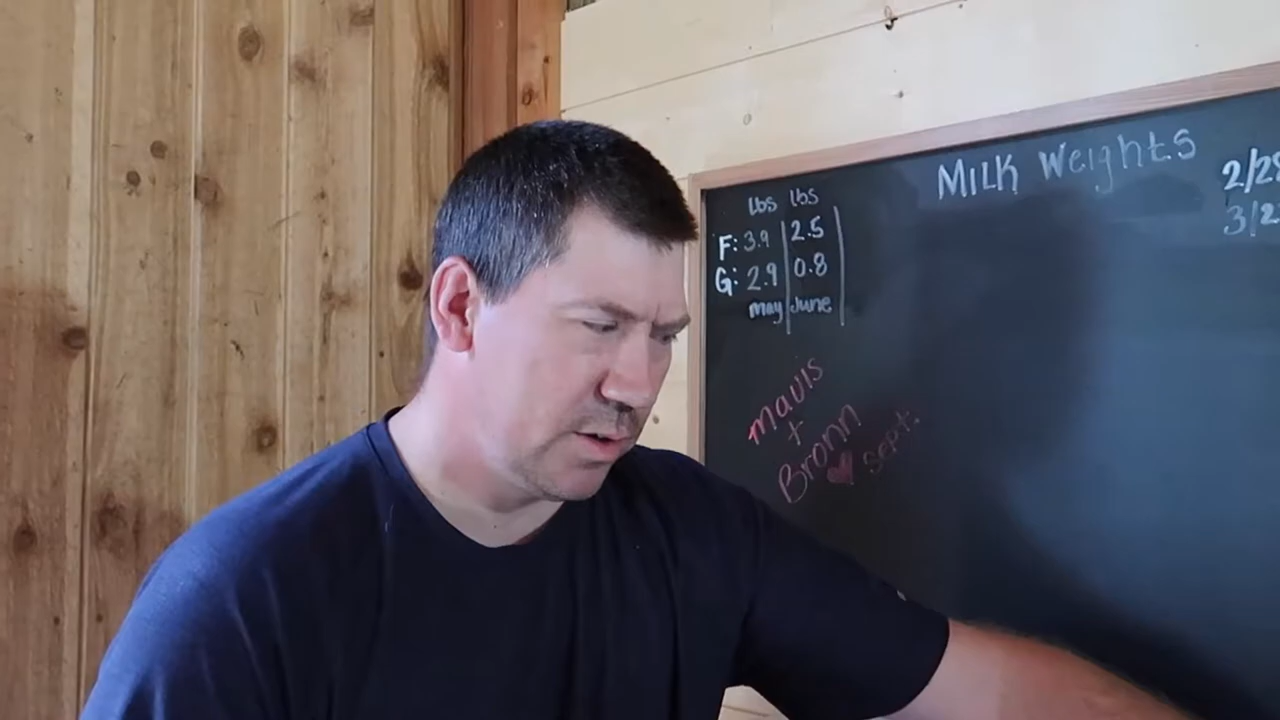 Milk Weights
2/28
3/2
lbs lbs
F: 3.9 2.5
G: 2.9 0.8
may June
mavis
+
Bronn
sept.